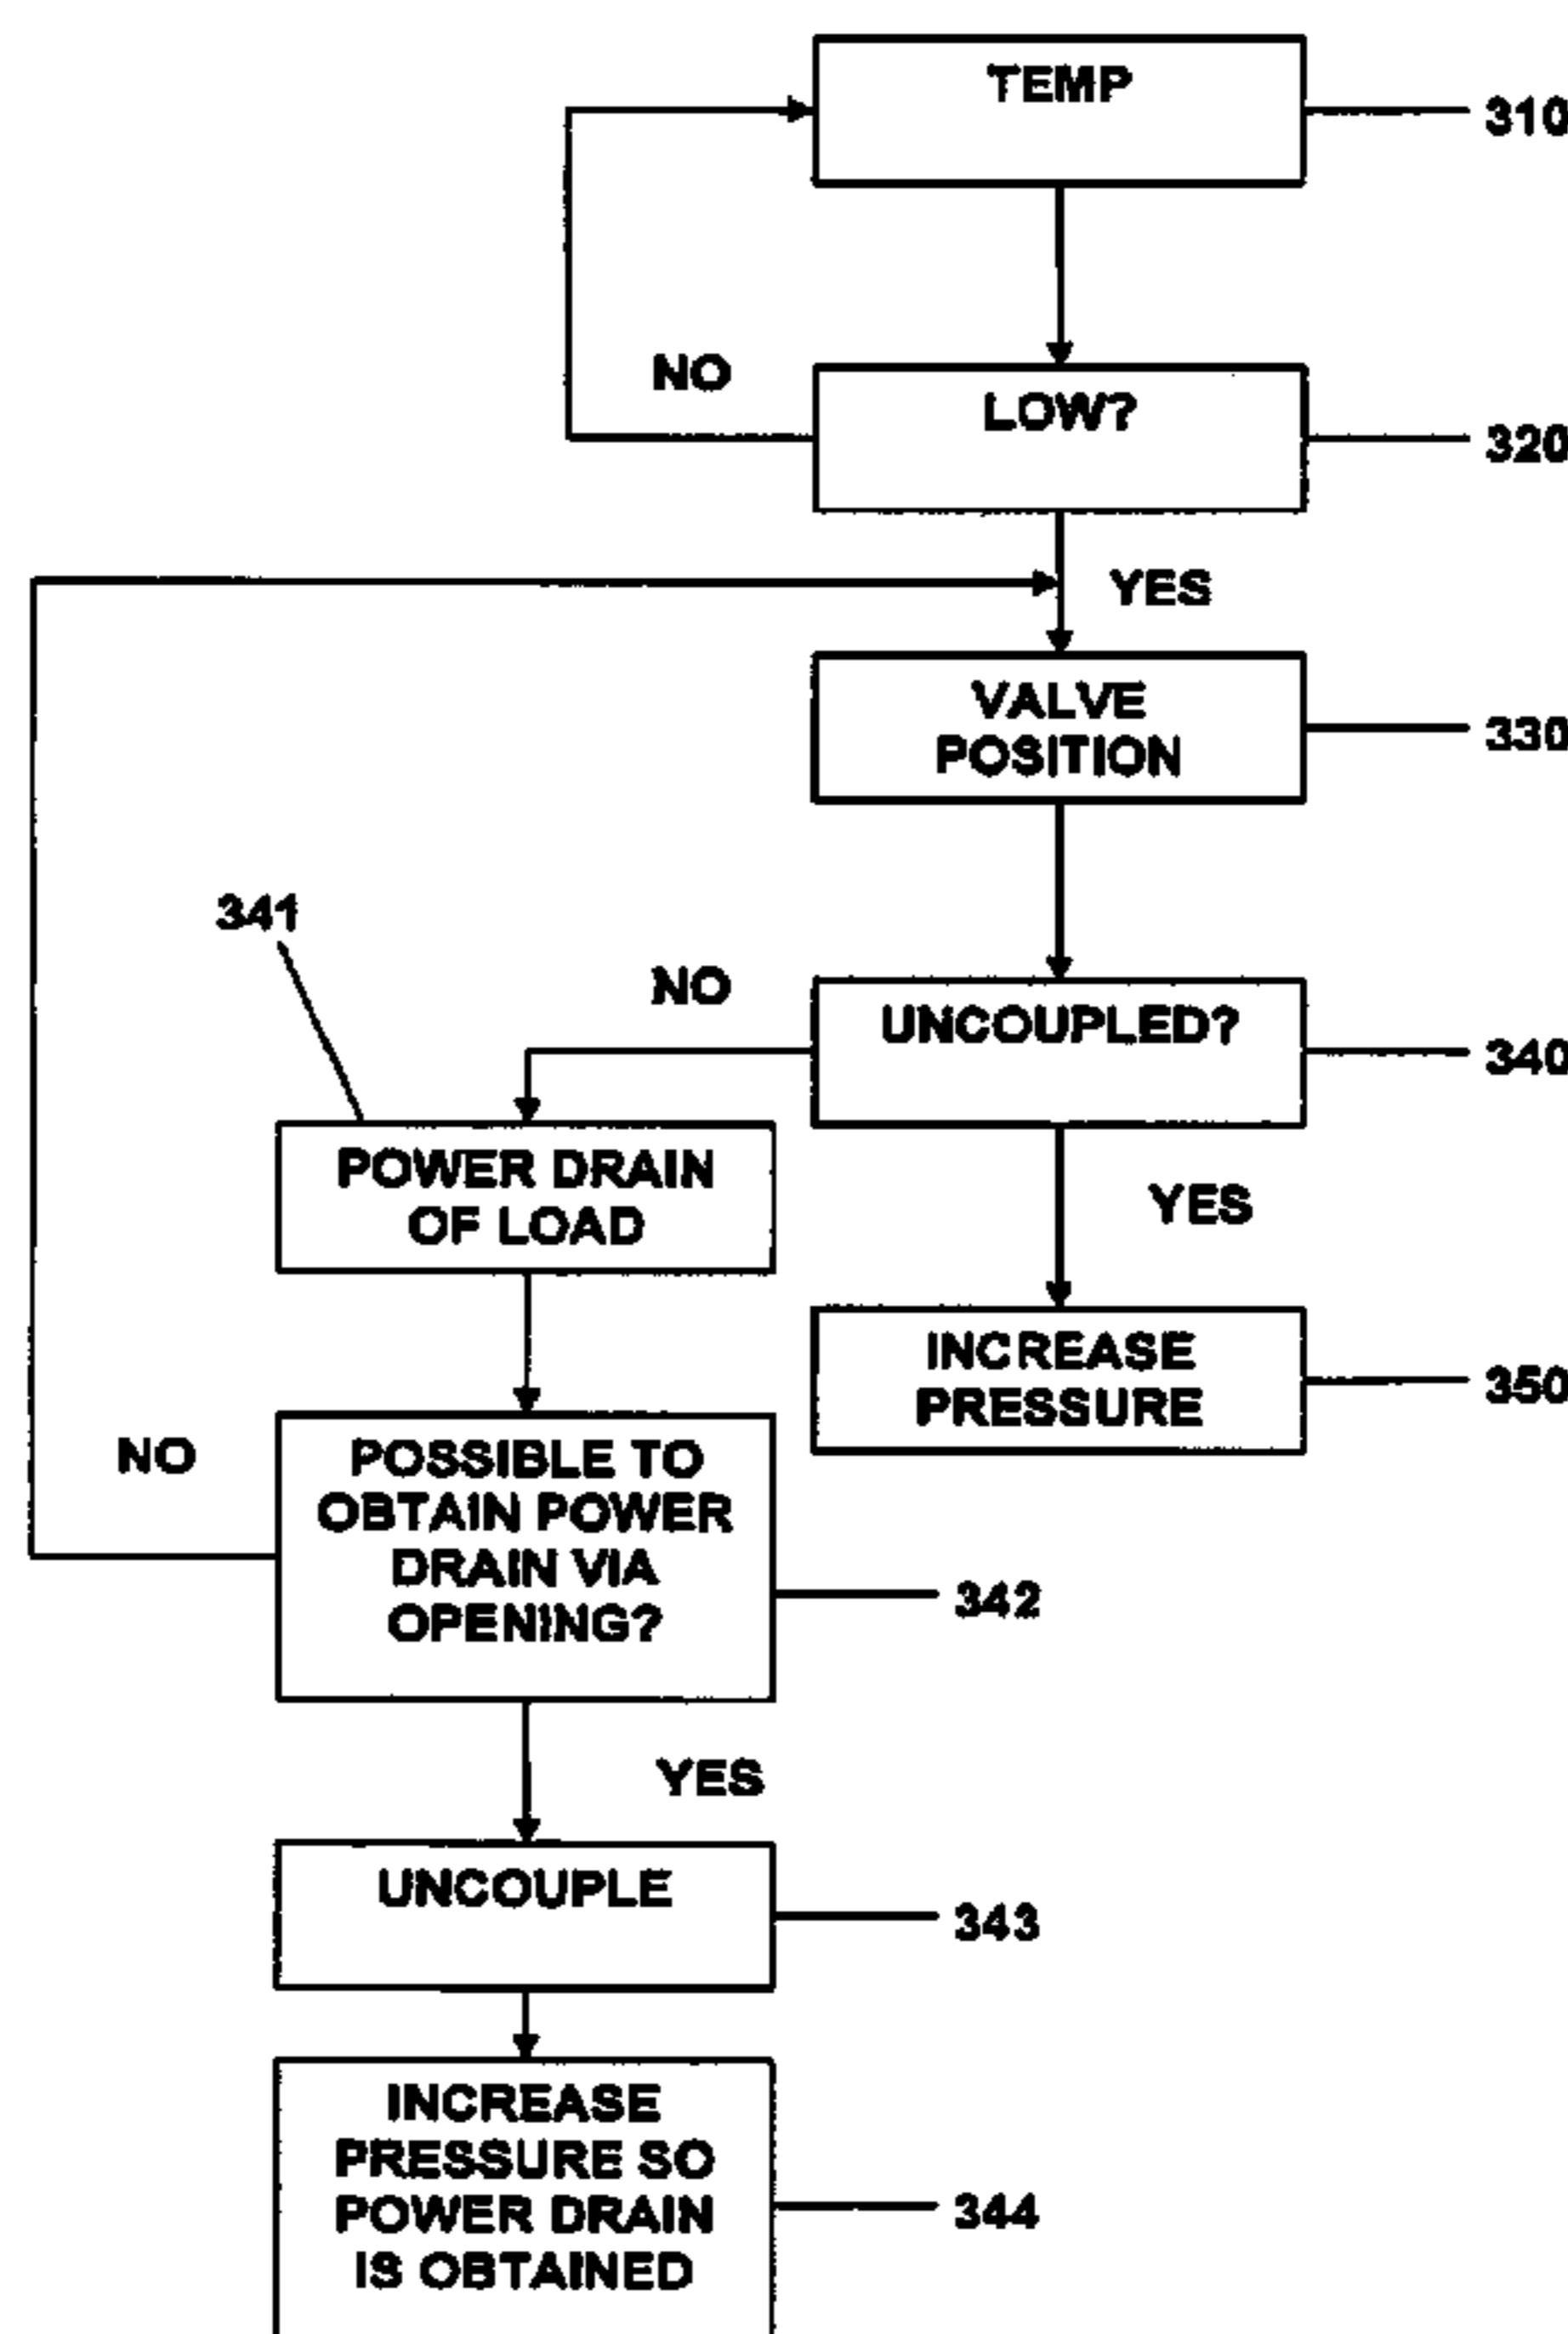 TEMP
310
NO
LOW?
320
YES
VALVE
POSITION
330
341
NO
UNCOUPLED?
340
POWER DRAIN
OF LOAD
YES
INCREASE
PRESSURE
350
NO
POSSIBLE TO
OBTAIN POWER
DRAIN VIA
OPENING?
342
YES
UNCOUPLE
343
INCREASE
PRESSURE SO
POWER DRAIN
IS OBTAINED
344